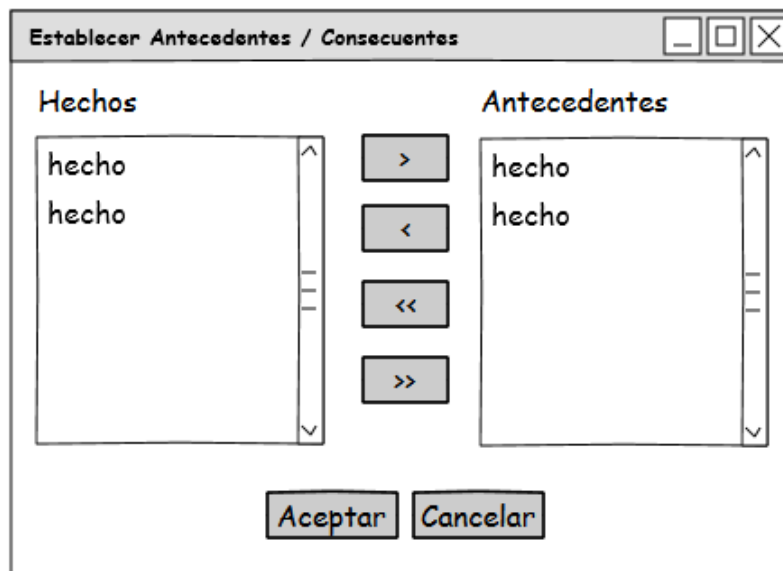 Establecer Antecedentes / Consecuentes
Hechos
Antecedentes
hecho
hecho
>
<
<<
>>
hecho
hecho
Aceptar
Cancelar